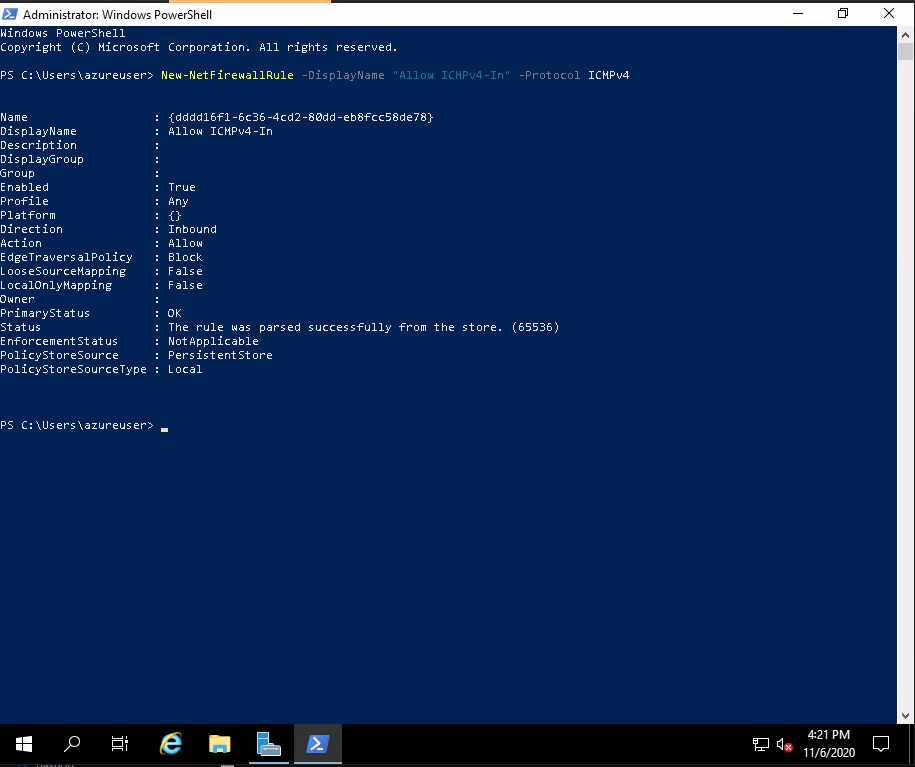 Administrator: Windows PowerShell
Windows PowerShell
Copyright (C) Microsoft Corporation. All rights reserved.
PS C:\Users\azureuser> New-NetFirewallRule -DisplayName "Allow ICMPv4-In" -Protocol ICMPv4
Name                  : {dddd16f1-6c36-4cd2-80dd-eb8fcc58de78}
DisplayName           : Allow ICMPv4-In
Description           :
DisplayGroup          :
Group                 :
Enabled               : True
Profile               : Any
Platform              : {}
Direction             : Inbound
Action                : Allow
EdgeTraversalPolicy   : Block
LooseSourceMapping    : False
LocalOnlyMapping      : False
Owner                 :
PrimaryStatus         : OK
Status                : The rule was parsed successfully from the store. (65536)
EnforcementStatus     : NotApplicable
PolicyStoreSource     : PersistentStore
PolicyStoreSourceType : Local
PS C:\Users\azureuser>
4:21 PM
11/6/2020